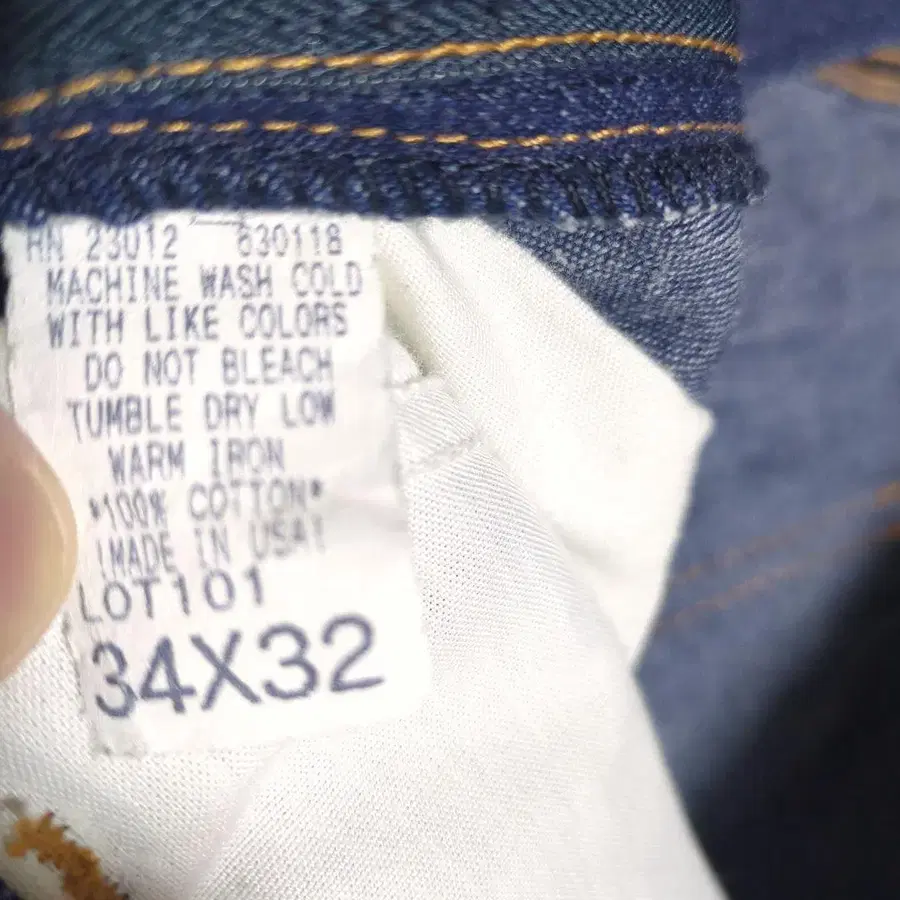 RN 23012 630118
MACHINE WASH COLD
WITH LIKE COLORS
DO NOT BLEACH
TUMBLE DRY LOW
WARM IRON
*100% COTTON*
!MADE IN USA!
LOT101
34X32